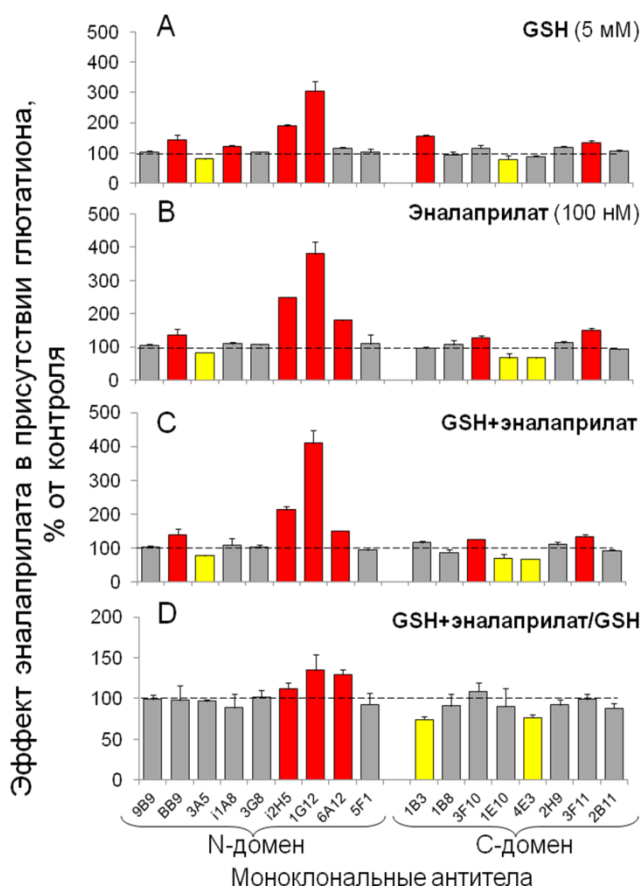 Эффект эналаприлата в присутствии глютатиона,
% от контроля
A
GSH (5 мМ)
500
400
300
200
100
0
B
Эналаприлат (100 нМ)
500
400
300
200
100
0
C
GSH+эналаприлат
500
400
300
200
100
0
D
GSH+эналаприлат/GSH
200
150
100
50
0
9B9 BB9 3A5 i1A8 3G8 i2H5 1G12 6A12 5F1 1B3 1B8 3F10 1E10 4E3 2H9 3F11 2B11
N-домен C-домен
Моноклональные антитела